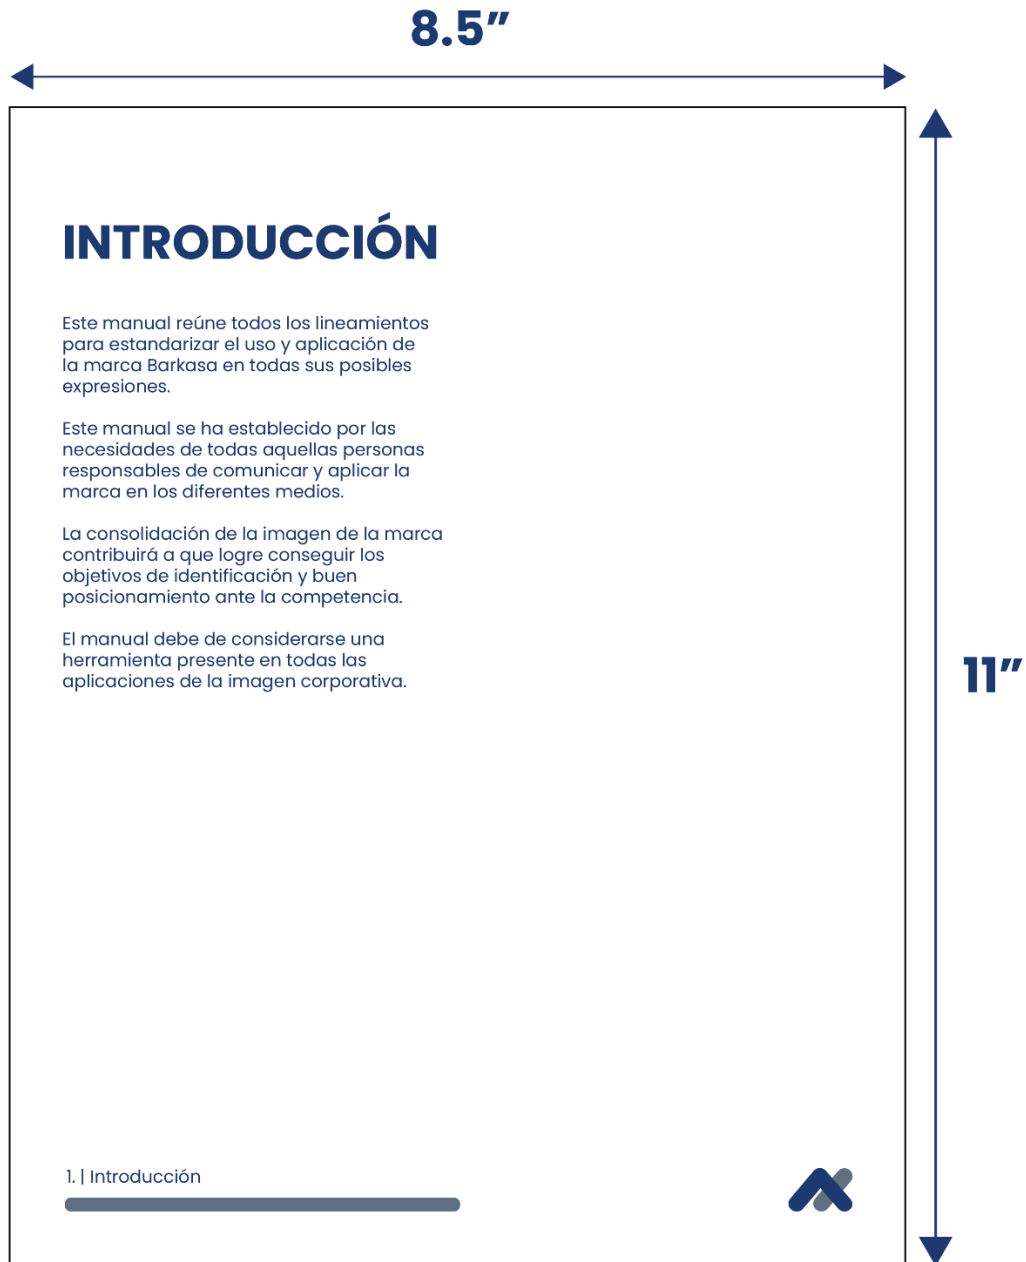 8.5”
INTRODUCCIÓN
Este manual reúne todos los lineamientos
para estandarizar el uso y aplicación de
la marca Barkasa en todas sus posibles
expresiones.
Este manual se ha establecido por las
necesidades de todas aquellas personas
responsables de comunicar y aplicar la
marca en los diferentes medios.
La consolidación de la imagen de la marca
contribuirá a que logre conseguir los
objetivos de identificación y buen
posicionamiento ante la competencia.
El manual debe de considerarse una
herramienta presente en todas las
aplicaciones de la imagen corporativa.
11”
1. | Introducción